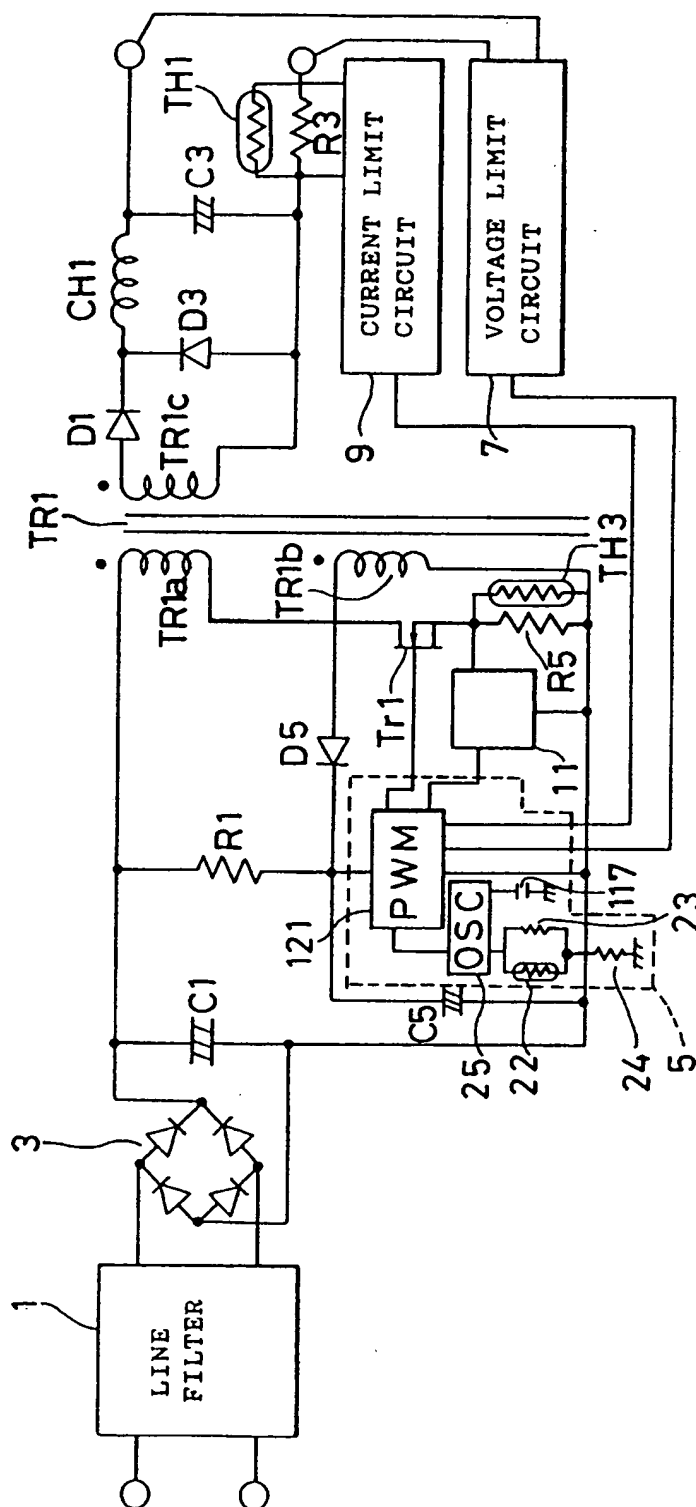 1
LINE
FILTER
3
C1
R1
D5
TR1
TR1a
TR1b
TR1c
D1
CH1
D3
C3
TH1
R3
CURRENT LIMIT
CIRCUIT
9
VOLTAGE LIMIT
CIRCUIT
7
Tr1
TH3
R5
11
121
PWM
OSC
117
23
C5
25
22
24
5